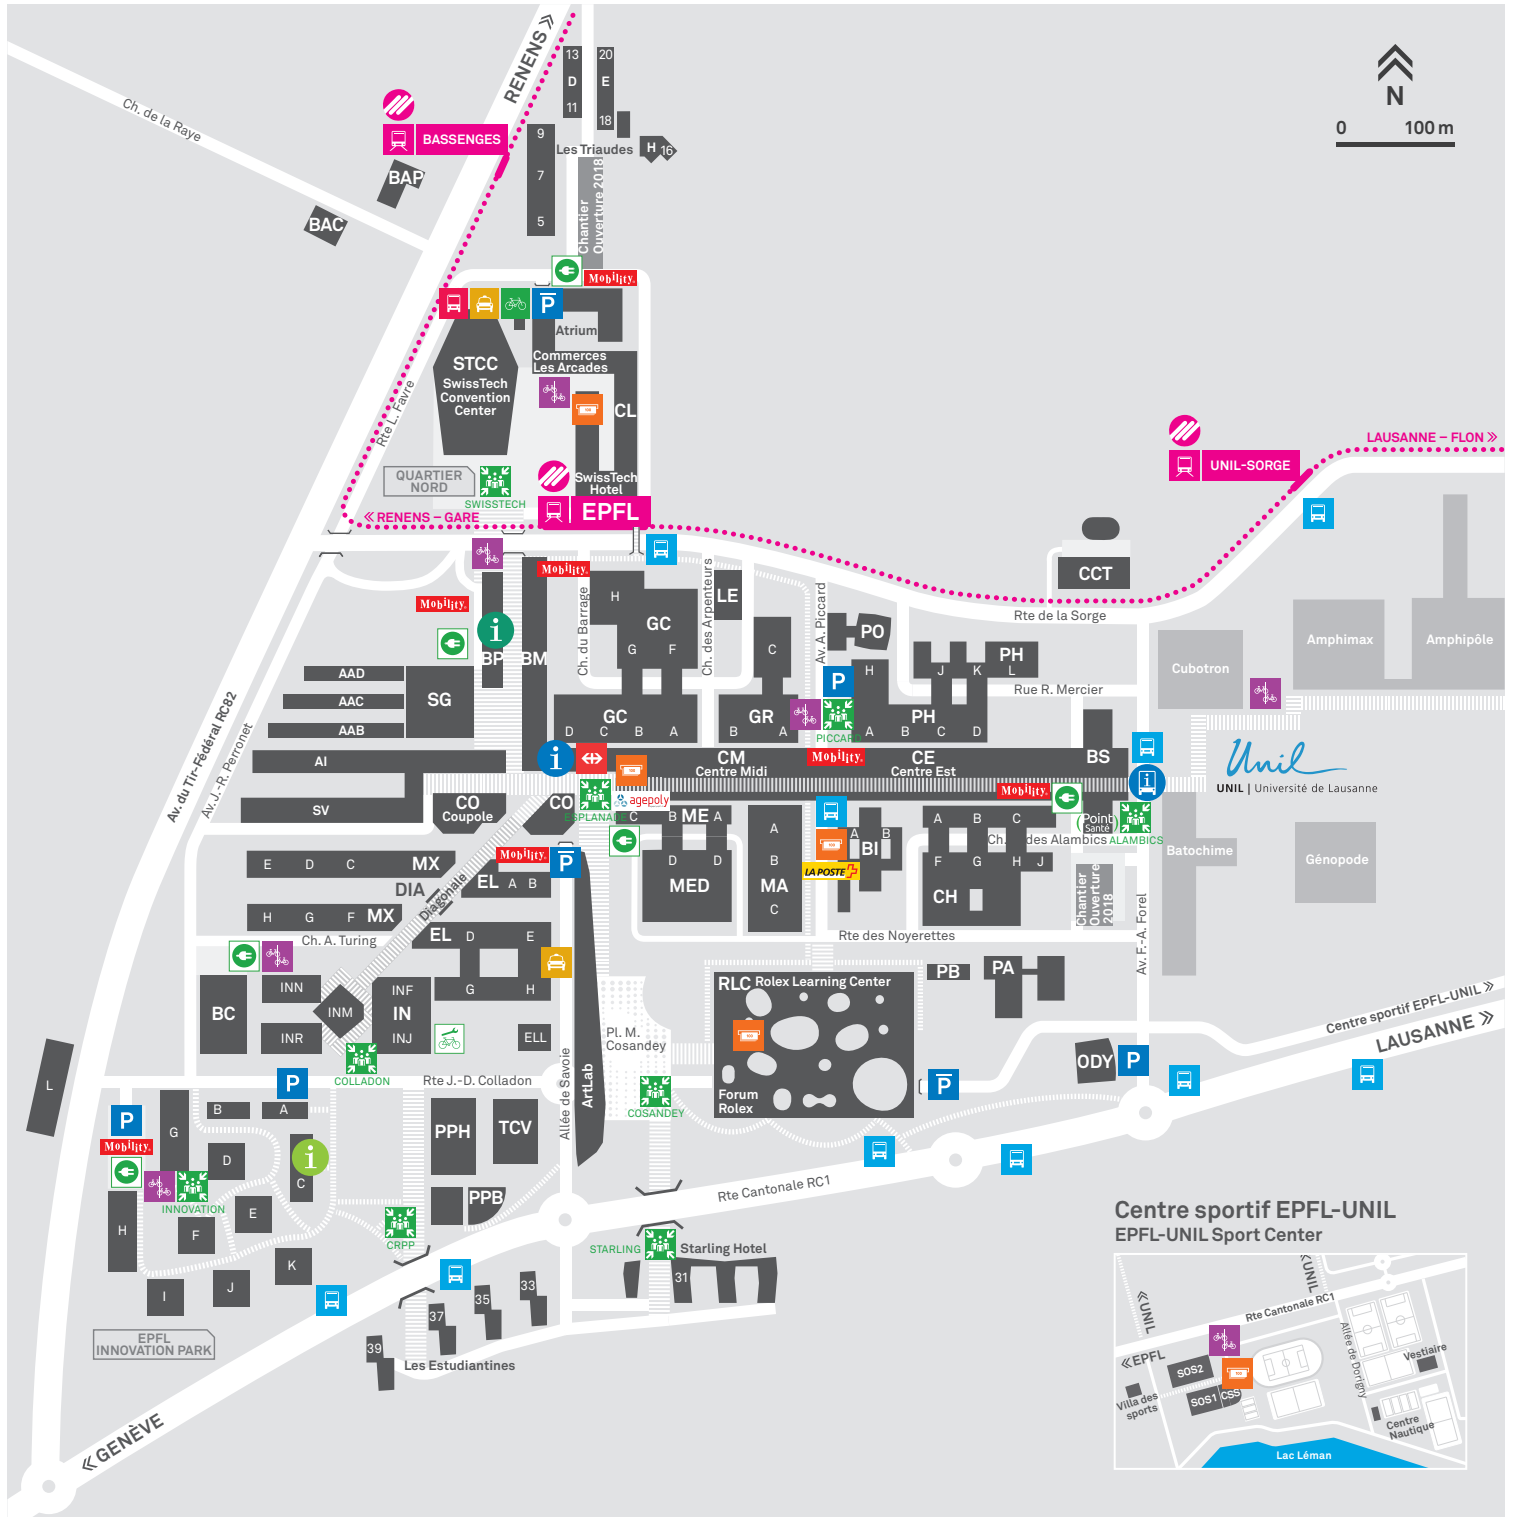 RENENS
13
D
11
20
E
18
N
0 100 m
Ch. de la Raye
BASSENGES
Les Triaudes
H 16
9
7
5
BAP
BAC
Chantier
Ouverture 2018
Mobility
P
Atrium
STCC
SwissTech
Convention
Center
Commerces
Les Arcades
CL
Rte L. Favre
QUARTIER
NORD
SWISSTECH
SwissTech
Hotel
EPFL
RENENS – GARE
LAUSANNE – FLON
UNIL-SORGE
CCT
Rte de la Sorge
Mobility
Mobility
i
BP
BM
Ch. du Barrage
H
GC
G
F
LE
Ch. des Arpenteurs
C
Av. A. Piccard
PO
PH
H
J
K
L
Rue R. Mercier
Cubotron
Amphimax
Amphipôle
AAD
AAC
AAB
SG
AI
SV
Av. du Tir-Fédéral RC82
Av. J.-R. Perronet
GC
D
C
B
A
GR
B
A
P
PICCARD
PH
A
B
C
D
i
CM
Centre Midi
Mobility
CE
Centre Est
BS
Unil
UNIL | Université de Lausanne
CO
Coupole
CO
ESPLANADE
agepoly
C
B
A
ME
Mobility
Point
Santé
ALAMBICS
Ch. des Alambics
Batochime
Génopode
E
D
C
MX
DIA
Diagonale
H
G
F
MX
Ch. A. Turing
Mobility
P
EL
A
B
EL
D
E
G
H
D
D
MED
A
B
MA
C
A
B
BI
LA POSTE
A
B
C
F
G
H
J
CH
Chantier
Ouverture
2018
Av. F.-A. Forel
Rte des Noyerettes
BC
INN
INM
INR
INF
IN
INJ
ELL
Pl. M.
Cosandey
RLC Rolex Learning Center
Forum
Rolex
PB
PA
ODY
P
P
Centre sportif EPFL-UNIL
LAUSANNE
L
COLLADON
P
Rte J.-D. Colladon
Allée de Savoie
ArtLab
COSANDEY
P
Mobility
G
B
A
D
i
C
INNOVATION
H
F
E
K
J
I
PPH
TCV
PPB
CRPP
Rte Cantonale RC1
STARLING
Starling Hotel
31
33
35
37
39
Les Estudiantines
EPFL
INNOVATION PARK
GENÈVE
Centre sportif EPFL-UNIL
EPFL-UNIL Sport Center
UNIL
UNIL
Rte Cantonale RC1
EPFL
SOS2
SOS1
CSS
Villa des
sports
Allée de Dorigny
Vestiaire
Centre
Nautique
Lac Léman